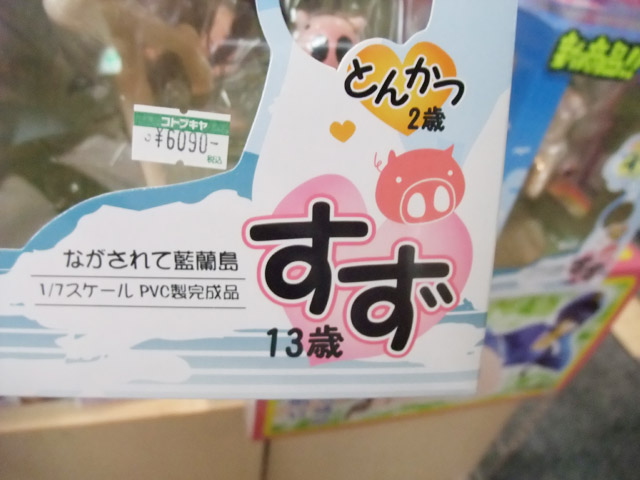 とんかつ
2歳
コトブキヤ
¥6090-
税込
ながされて藍蘭島
1/7スケール PVC製完成品
すず
13歳